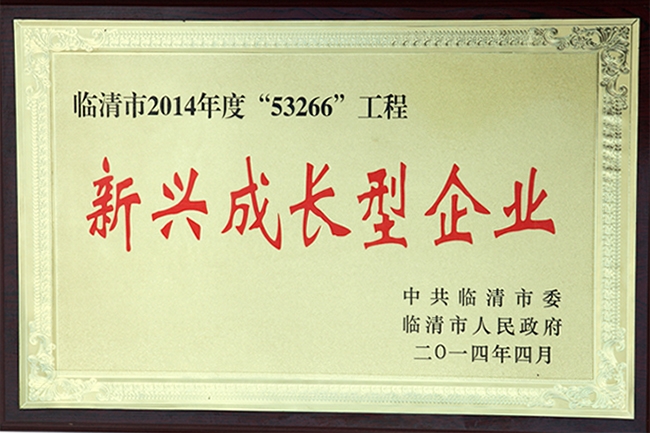 临清市2014年度“53266”工程
新兴成长型企业
中共临清市委
临清市人民政府
二〇一四年四月